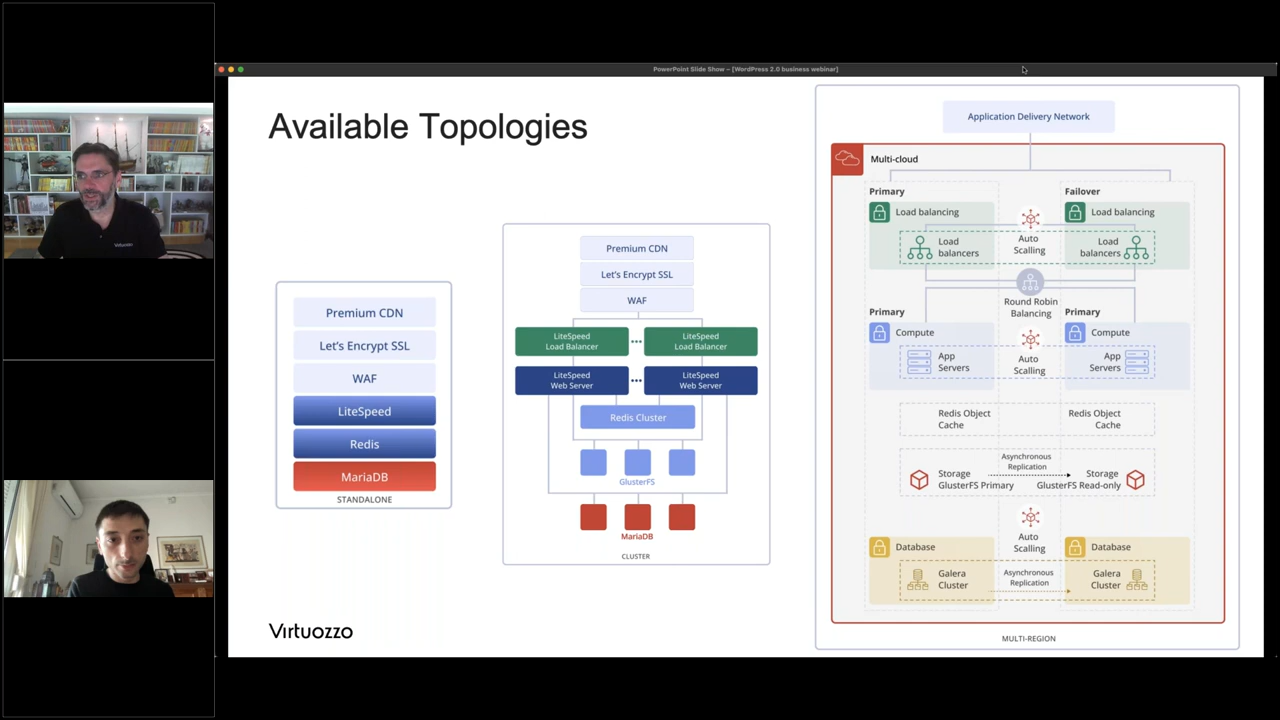 PowerPoint Slide Show – [WordPress 2.0 business webinar]
Available Topologies
Premium CDN
Let's Encrypt SSL
WAF
LiteSpeed
Redis
MariaDB
STANDALONE
Premium CDN
Let's Encrypt SSL
WAF
LiteSpeed
Load Balancer
LiteSpeed
Load Balancer
LiteSpeed
Web Server
LiteSpeed
Web Server
Redis Cluster
GlusterFS
MariaDB
CLUSTER
Application Delivery Network
Multi-cloud
Primary
Failover
Load balancing
Load balancing
Auto
Scalling
Load
balancers
Load
balancers
Round Robin
Balancing
Primary
Primary
Compute
Compute
Auto
Scalling
App
Servers
App
Servers
Redis Object
Cache
Redis Object
Cache
Asynchronous
Replication
Storage
GlusterFS Primary
Storage
GlusterFS Read-only
Auto
Scalling
Database
Database
Galera
Cluster
Asynchronous
Replication
Galera
Cluster
MULTI-REGION
Virtuozzo
Virtuozzo